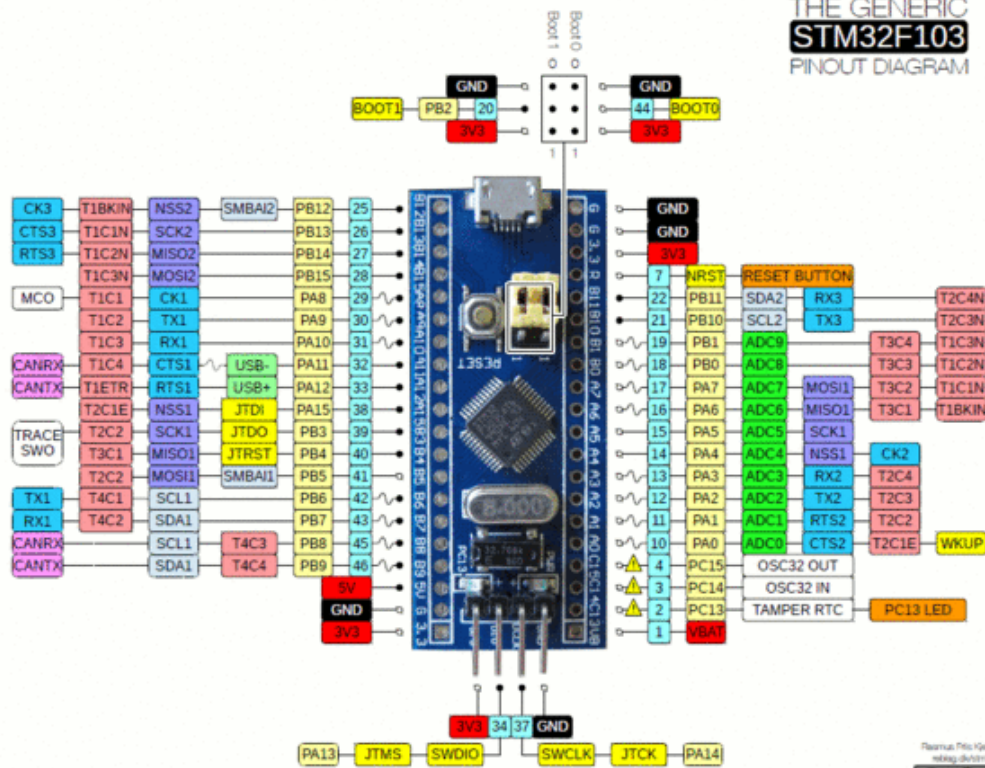 THE GENERIC
STM32F103
PINOUT DIAGRAM
Boot 1 Boot 0
GND GND
BOOT1 PB2 20 44 BOOT0
3V3 3V3
1 1
CK3 T1BKIN NSS2 SMBAI2 PB12 25 GND
CTS3 T1C1N SCK2 PB13 26 GND
RTS3 T1C2N MISO2 PB14 27 3V3
T1C3N MOSI2 PB15 28 7 NRST RESET BUTTON
MCO T1C1 CK1 PA8 29 22 PB11 SDA2 RX3 T2C4N
T1C2 TX1 PA9 30 21 PB10 SCL2 TX3 T2C3N
T1C3 RX1 PA10 31 19 PB1 ADC9 T3C4 T1C3N
CANRX T1C4 CTS1 USB- PA11 32 18 PB0 ADC8 T3C3 T1C2N
CANTX T1ETR RTS1 USB+ PA12 33 17 PA7 ADC7 MOSI1 T3C2 T1C1N
T2C1E NSS1 JTDI PA15 38 16 PA6 ADC6 MISO1 T3C1 T1BKIN
TRACE SWO T2C2 SCK1 JTDO PB3 39 15 PA5 ADC5 SCK1
T3C1 MISO1 JTRST PB4 40 14 PA4 ADC4 NSS1 CK2
T2C2 MOSI1 SMBAI1 PB5 41 13 PA3 ADC3 RX2 T2C4
TX1 T4C1 SCL1 PB6 42 12 PA2 ADC2 TX2 T2C3
RX1 T4C2 SDA1 PB7 43 11 PA1 ADC1 RTS2 T2C2
CANRX SCL1 T4C3 PB8 45 10 PA0 ADC0 CTS2 T2C1E WKUP
CANTX SDA1 T4C4 PB9 46 4 PC15 OSC32 OUT
5V 3 PC14 OSC32 IN
GND 2 PC13 TAMPER RTC PC13 LED
3V3 1 VBAT
RESET
8.000
PC13
3V3 34 37 GND
PA13 JTMS SWDIO SWCLK JTCK PA14